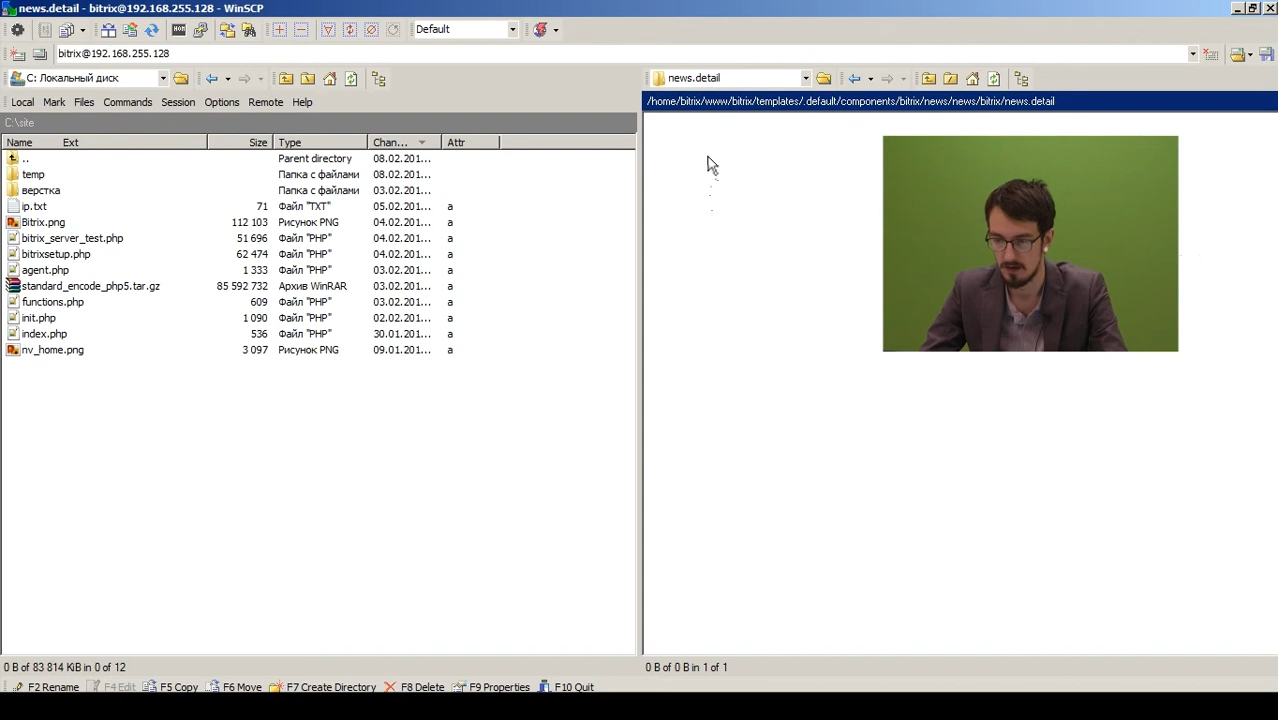 news.detail - bitrix@192.168.255.128 - WinSCP
Default
bitrix@192.168.255.128
C: Локальный диск
news.detail
Local Mark Files Commands Session Options Remote Help
/home/bitrix/www/bitrix/templates/.default/components/bitrix/news/news/bitrix/news.detail
C:\site
Name Ext Size Type Chan... Attr
.. Parent directory 08.02.201...
temp Папка с файлами 08.02.201...
верстка Папка с файлами 03.02.201...
ip.txt 71 Файл "TXT" 05.02.201... a
Bitrix.png 112 103 Рисунок PNG 04.02.201... a
bitrix_server_test.php 51 696 Файл "PHP" 04.02.201... a
bitrixsetup.php 62 474 Файл "PHP" 04.02.201... a
agent.php 1 333 Файл "PHP" 03.02.201... a
standard_encode_php5.tar.gz 85 592 732 Архив WinRAR 03.02.201... a
functions.php 609 Файл "PHP" 03.02.201... a
init.php 1 090 Файл "PHP" 02.02.201... a
index.php 536 Файл "PHP" 30.01.201... a
nv_home.png 3 097 Рисунок PNG 09.01.201... a
0 B of 83 814 KiB in 0 of 12
0 B of 0 B in 1 of 1
F2 Rename F4 Edit F5 Copy F6 Move F7 Create Directory F8 Delete F9 Properties F10 Quit